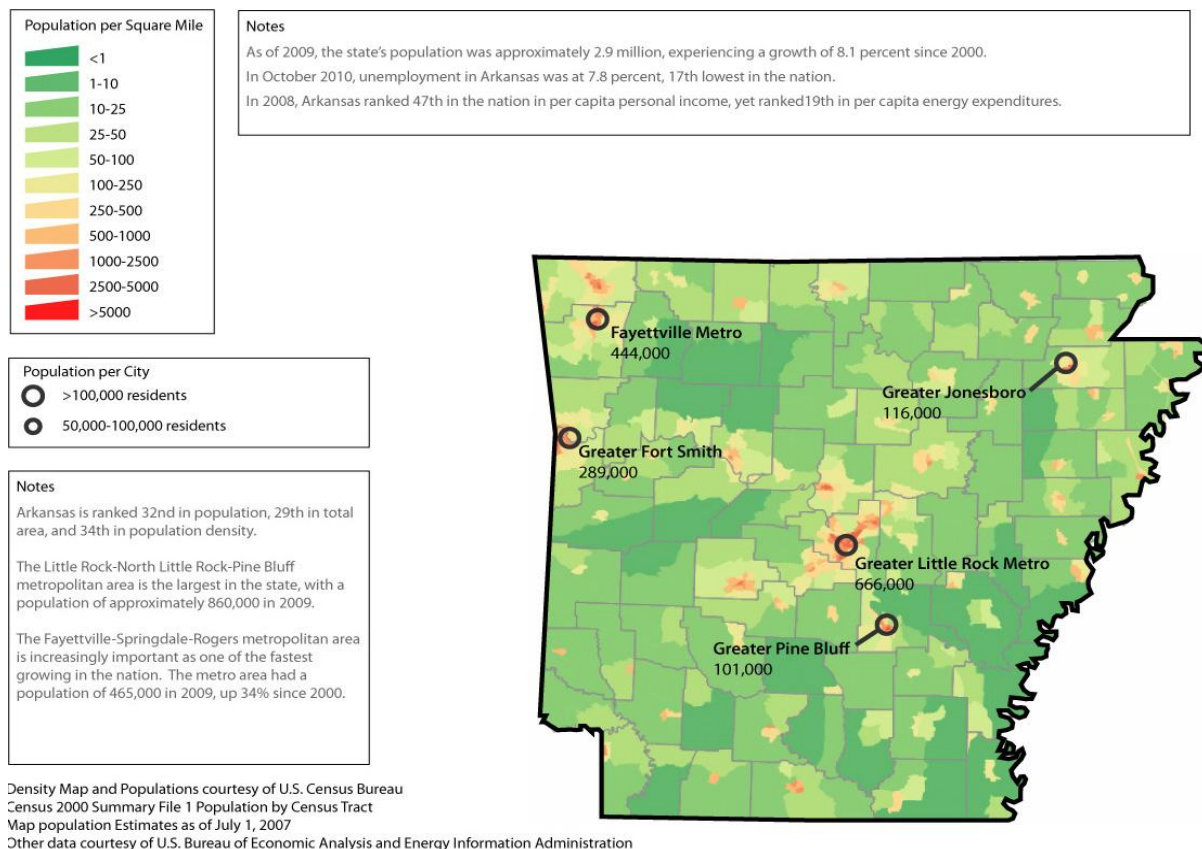 Population per Square Mile
<1
1-10
10-25
25-50
50-100
100-250
250-500
500-1000
1000-2500
2500-5000
>5000
Notes
As of 2009, the state's population was approximately 2.9 million, experiencing a growth of 8.1 percent since 2000.
In October 2010, unemployment in Arkansas was at 7.8 percent, 17th lowest in the nation.
In 2008, Arkansas ranked 47th in the nation in per capita personal income, yet ranked19th in per capita energy expenditures.
Population per City
>100,000 residents
50,000-100,000 residents
Notes
Arkansas is ranked 32nd in population, 29th in total
area, and 34th in population density.
The Little Rock-North Little Rock-Pine Bluff
metropolitan area is the largest in the state, with a
population of approximately 860,000 in 2009.
The Fayettville-Springdale-Rogers metropolitan area
is increasingly important as one of the fastest
growing in the nation. The metro area had a
population of 465,000 in 2009, up 34% since 2000.
Fayettville Metro
444,000
Greater Jonesboro
116,000
Greater Fort Smith
289,000
Greater Little Rock Metro
666,000
Greater Pine Bluff
101,000
Density Map and Populations courtesy of U.S. Census Bureau
Census 2000 Summary File 1 Population by Census Tract
Map population Estimates as of July 1, 2007
Other data courtesy of U.S. Bureau of Economic Analysis and Energy Information Administration